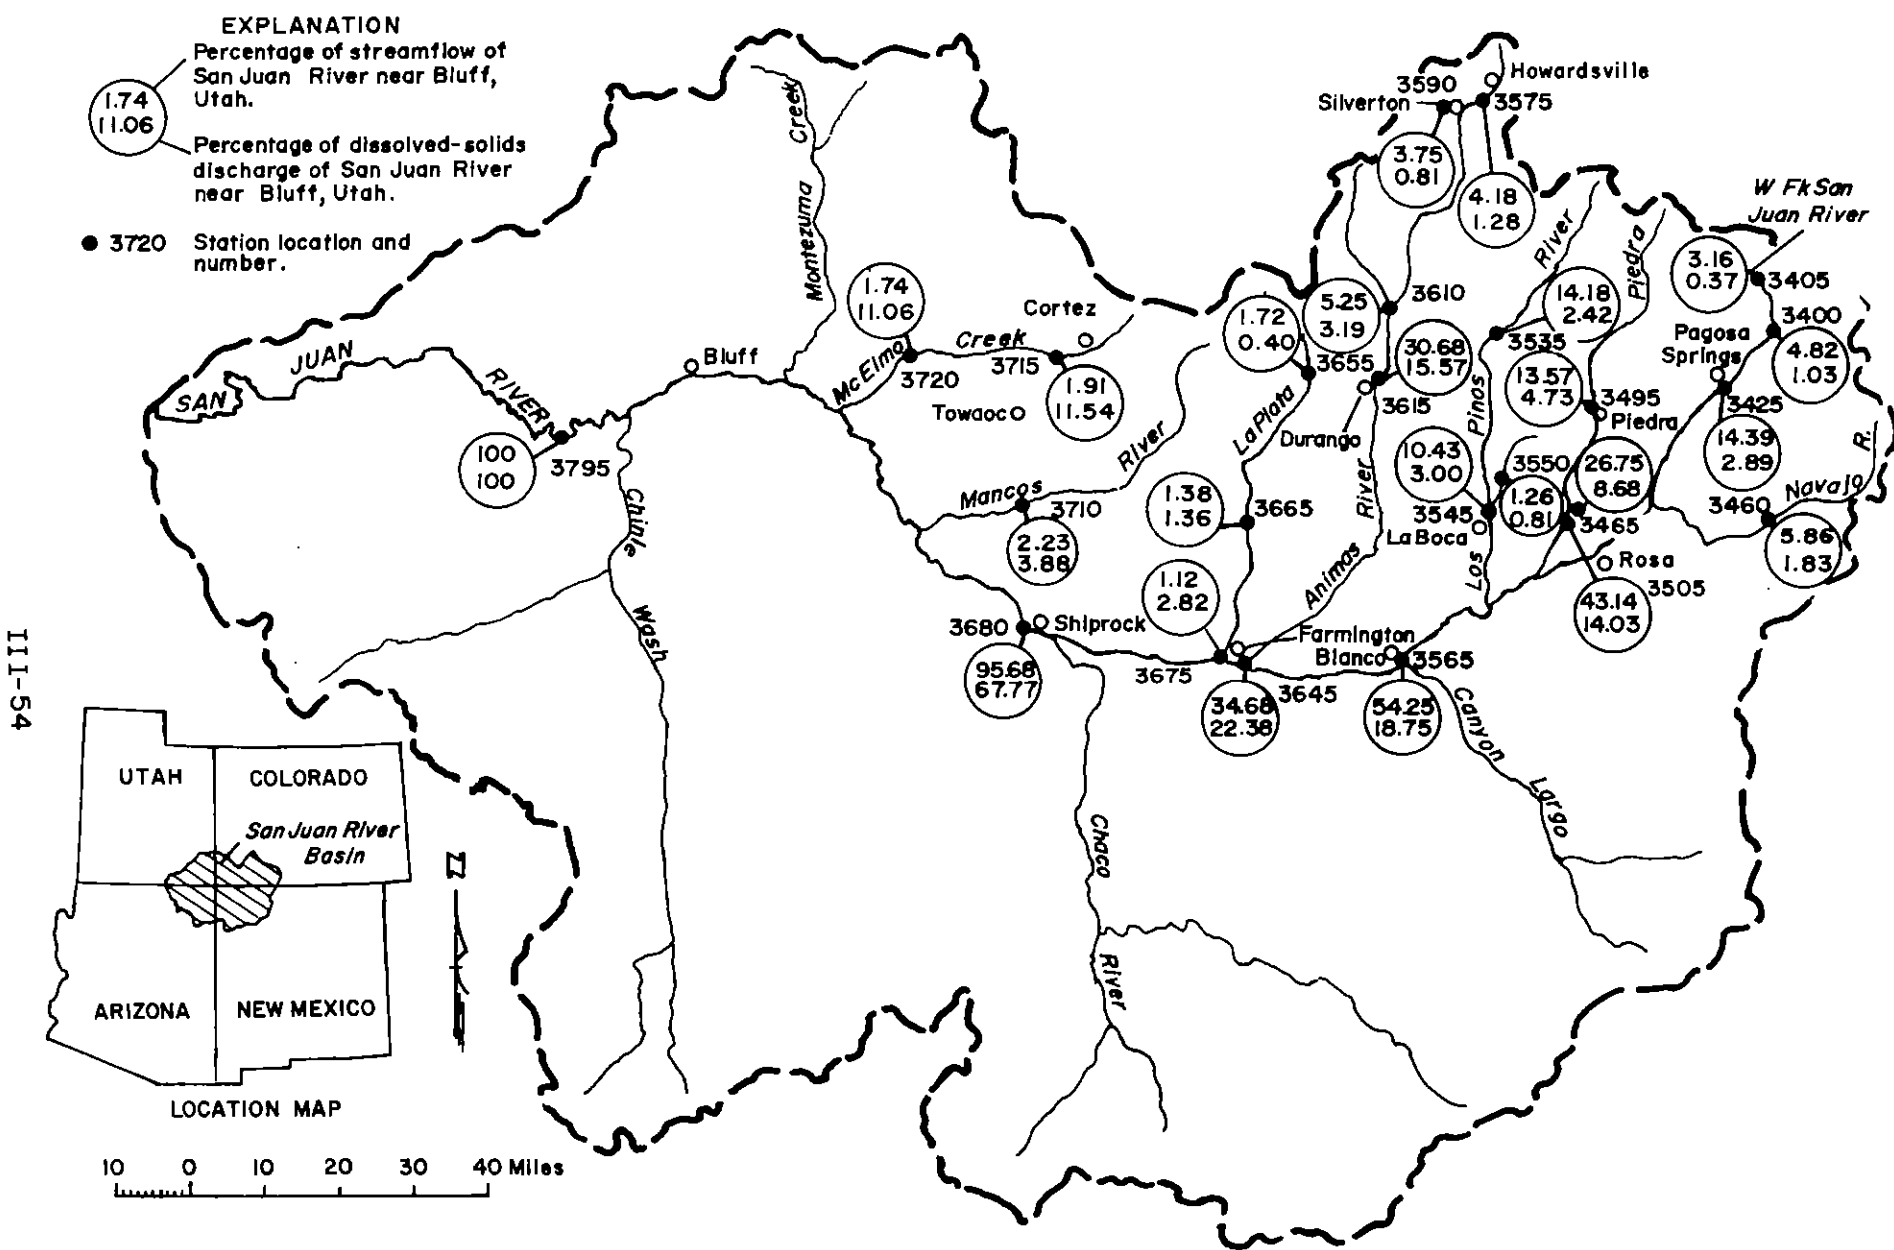 EXPLANATION
Percentage of streamflow of
San Juan River near Bluff,
Utah.
1.74
11.06
Percentage of dissolved-solids
discharge of San Juan River
near Bluff, Utah.
3720 Station location and
number.
Howardsville
3590
Silverton
3575
3.75
0.81
4.18
1.28
W Fk San
Juan River
3.16
0.37
3405
3400
Pagosa
Springs
4.82
1.03
3425
14.39
2.89
Navajo
R.
3460
5.86
1.83
River
Piedra
14.18
2.42
3535
13.57
4.73
3495
Piedra
Los
Pinos
10.43
3.00
3550
1.26
0.81
26.75
8.68
3545
La Boca
3465
Rosa
3505
43.14
14.03
5.25
3.19
3610
1.72
0.40
3655
30.68
15.57
3615
Durango
La Plata
River
Animas
1.38
1.36
3665
1.12
2.82
Farmington
Blanco
3565
3675
3645
34.68
22.38
54.25
18.75
Canyon
Largo
Creek
Montezuma
1.74
11.06
Cortez
McElmo
Creek
3720
3715
1.91
11.54
Towaoc
River
Mancos
3710
2.23
3.88
Bluff
SAN
JUAN
RIVER
100
100
3795
Chinle
Wash
3680
Shiprock
95.68
67.77
Chaco
River
III-54
UTAH
COLORADO
San Juan River
Basin
ARIZONA
NEW MEXICO
LOCATION MAP
N
10 0 10 20 30 40 Miles